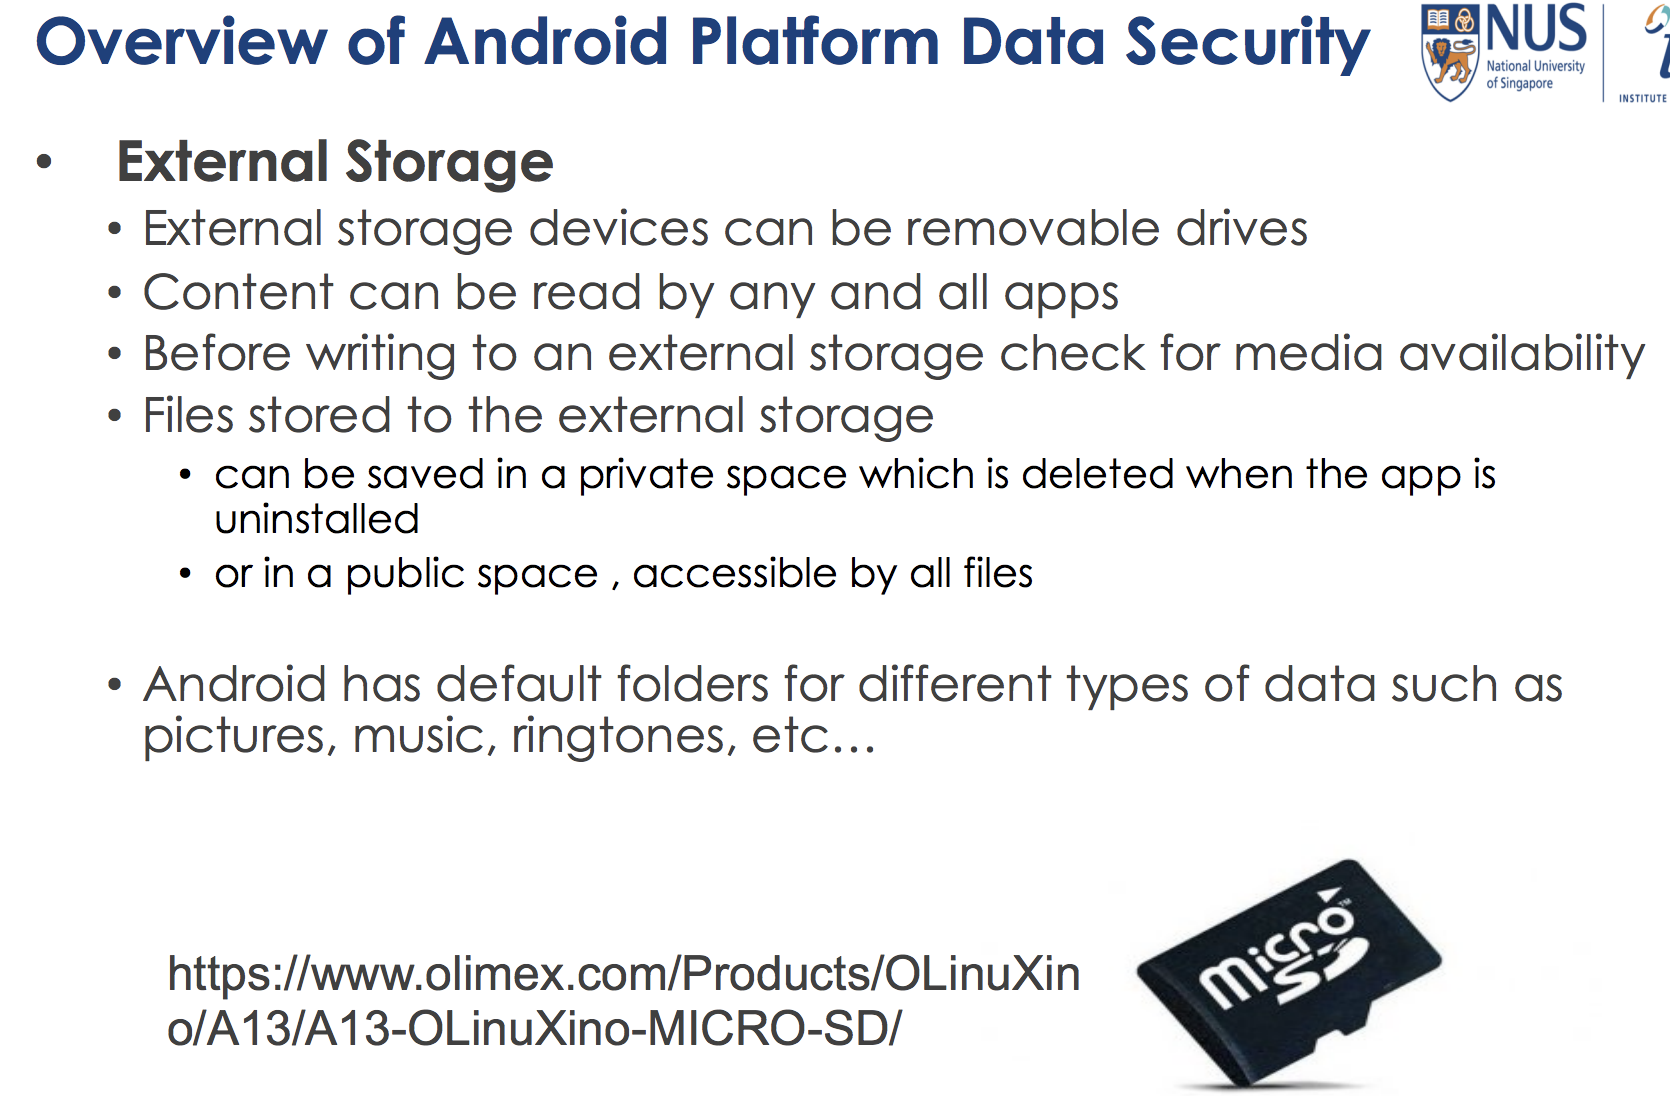 Overview of Android Platform Data Security
NUS
National University
of Singapore
INSTITUTE
• External Storage
• External storage devices can be removable drives
• Content can be read by any and all apps
• Before writing to an external storage check for media availability
• Files stored to the external storage
• can be saved in a private space which is deleted when the app is
uninstalled
• or in a public space , accessible by all files
• Android has default folders for different types of data such as
pictures, music, ringtones, etc...
https://www.olimex.com/Products/OLinuXin
o/A13/A13-OLinuXino-MICRO-SD/
micro
SD
TM